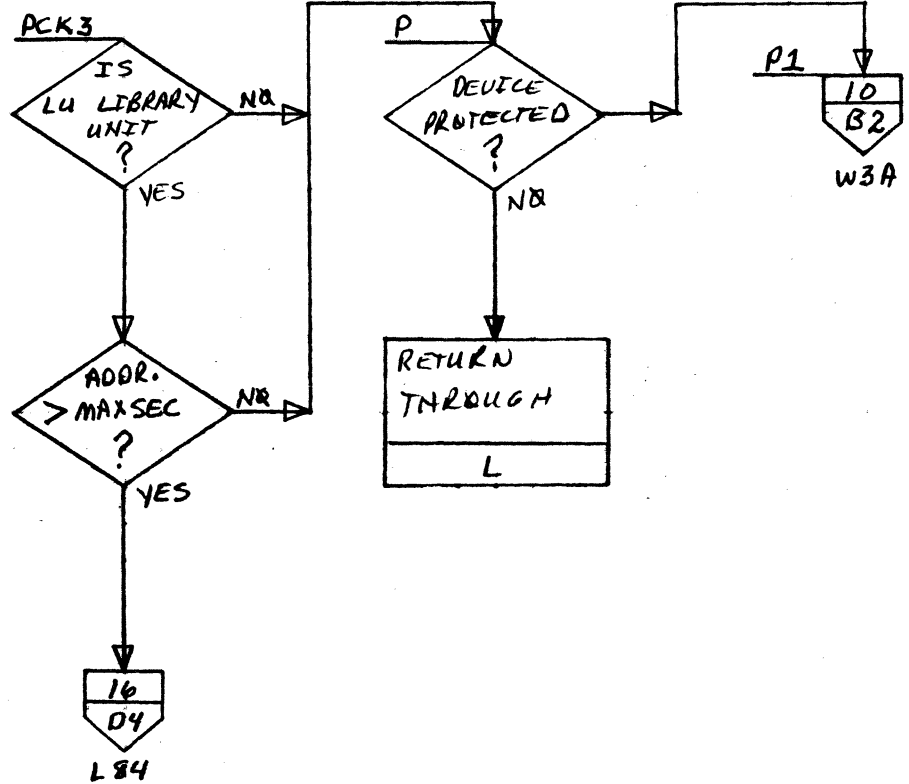 PCK3
IS
LU LIBRARY
UNIT
?
NO
YES
ADDR.
> MAXSEC
?
NO
YES
16
D4
L84
P
DEVICE
PROTECTED
?
NO
RETURN
THROUGH
L
P1
10
B2
W3A